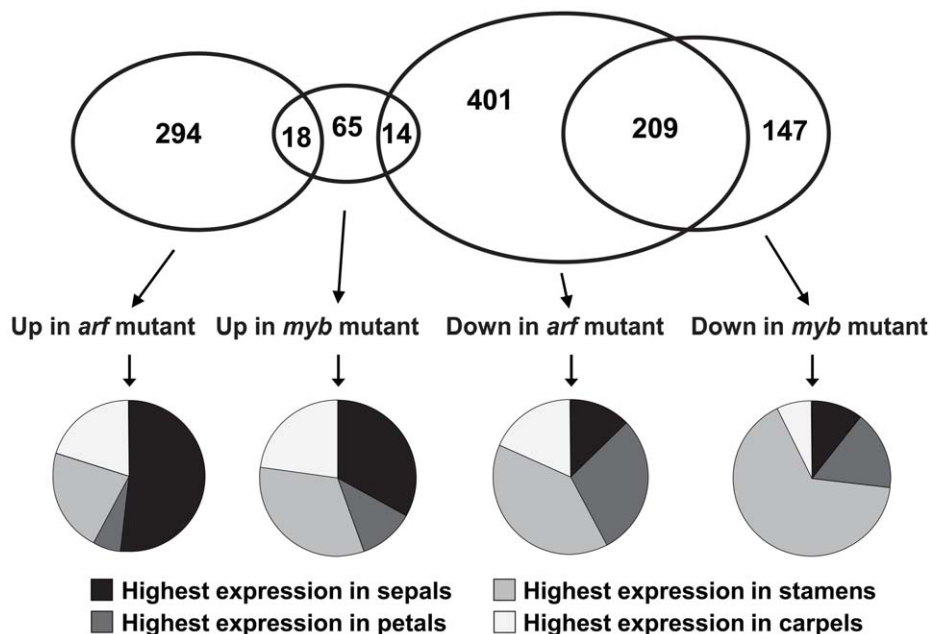 294 18 65 14 401 209 147
Up in arf mutant Up in myb mutant Down in arf mutant Down in myb mutant
Highest expression in sepals Highest expression in stamens
Highest expression in petals Highest expression in carpels